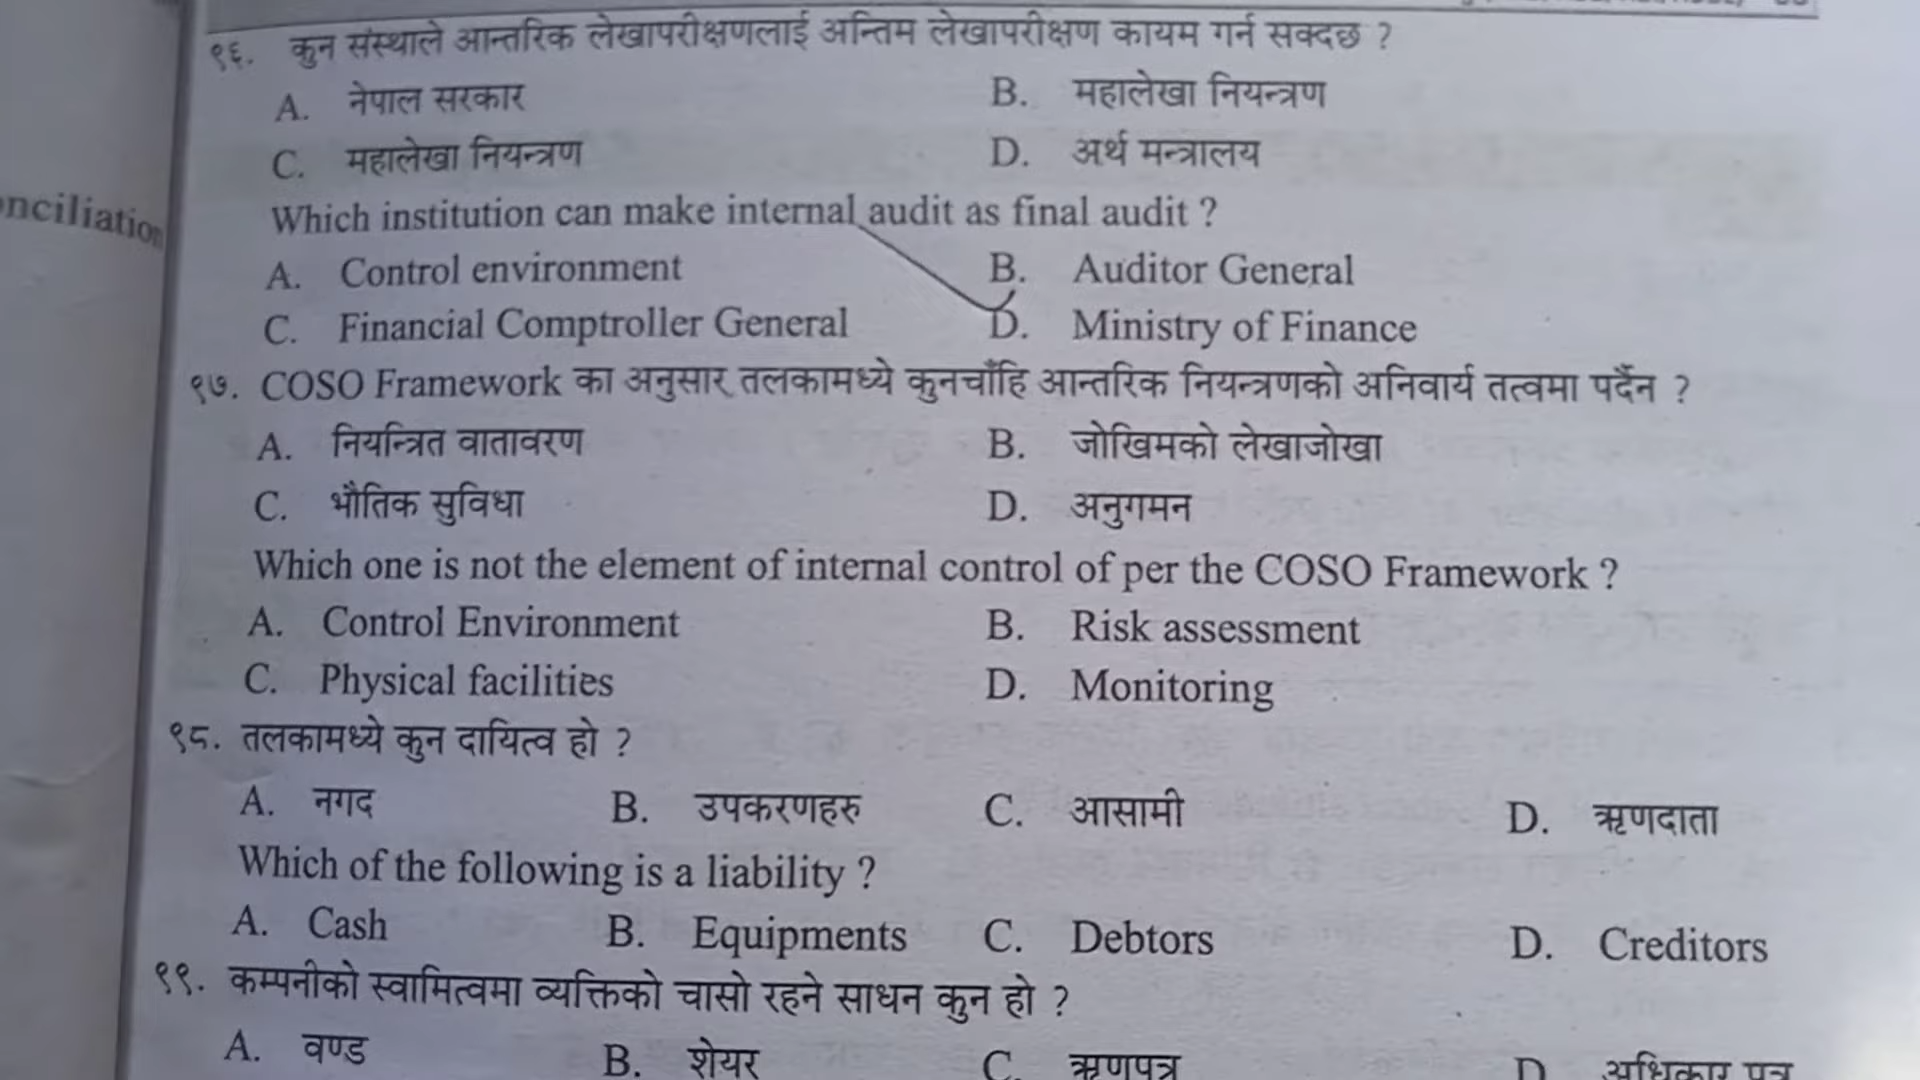 ९६. कुन संस्थाले आन्तरिक लेखापरीक्षणलाई अन्तिम लेखापरीक्षण कायम गर्न सक्दछ ?
A. नेपाल सरकार B. महालेखा नियन्त्रण
C. महालेखा नियन्त्रण D. अर्थ मन्त्रालय
Which institution can make internal audit as final audit ?
A. Control environment B. Auditor General
C. Financial Comptroller General D. Ministry of Finance
nciliation
९७. COSO Framework का अनुसार तलकामध्ये कुनचाँहि आन्तरिक नियन्त्रणको अनिवार्य तत्वमा पर्दैन ?
A. नियन्त्रित वातावरण B. जोखिमको लेखाजोखा
C. भौतिक सुविधा D. अनुगमन
Which one is not the element of internal control of per the COSO Framework ?
A. Control Environment B. Risk assessment
C. Physical facilities D. Monitoring
९८. तलकामध्ये कुन दायित्व हो ?
A. नगद B. उपकरणहरु C. आसामी D. ऋणदाता
Which of the following is a liability ?
A. Cash B. Equipments C. Debtors D. Creditors
९९. कम्पनीको स्वामित्वमा व्यक्तिको चासो रहने साधन कुन हो ?
A. वण्ड B. शेयर C. ऋणपत्र D. अधिकार पत्र